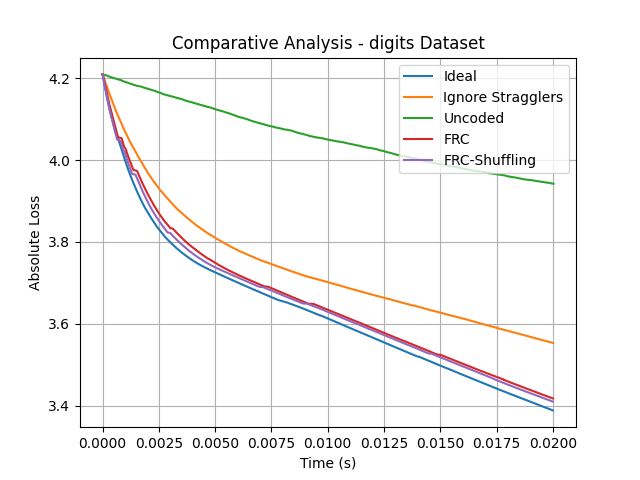 Comparative Analysis - digits Dataset
Absolute Loss
4.2
4.0
3.8
3.6
3.4
Ideal
Ignore Stragglers
Uncoded
FRC
FRC-Shuffling
0.0000 0.0025 0.0050 0.0075 0.0100 0.0125 0.0150 0.0175 0.0200
Time (s)